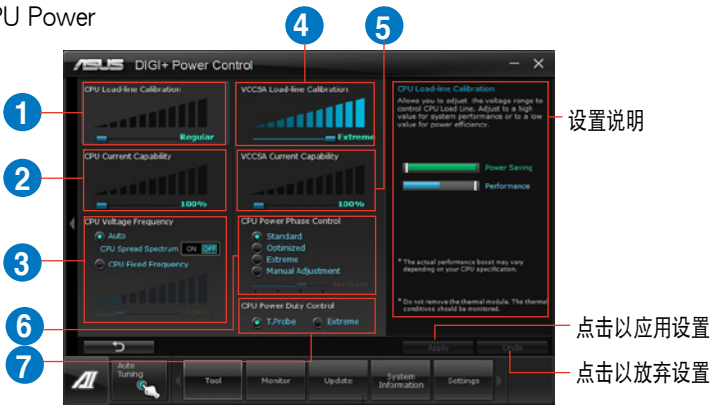 PU Power
4
5
ASUS DIGI+ Power Control
1
CPU Load-line Calibration
Regular
VCCSA Load-line Calibration
Extreme
CPU Load-line Calibration
Allows you to adjust the voltage range to
control CPU Load Line. Adjust to a high
value for system performance or to a low
value for power efficiency.
设置说明
2
CPU Current Capability
100%
VCCSA Current Capability
100%
Power Saving
Performance
3
CPU Voltage Frequency
Auto
CPU Spread Spectrum ON OFF
CPU Fixed Frequency
CPU Power Phase Control
Standard
Optimized
Extreme
Manual Adjustment
Medium
* The actual performance boost may vary
depending on your CPU specification.
* Do not remove the thermal module. The thermal
conditions should be monitored.
6
7
CPU Power Duty Control
T.Probe Extreme
Apply Undo
点击以应用设置
点击以放弃设置
AI
Auto
Tuning
Tool
Monitor
Update
System
Information
Settings